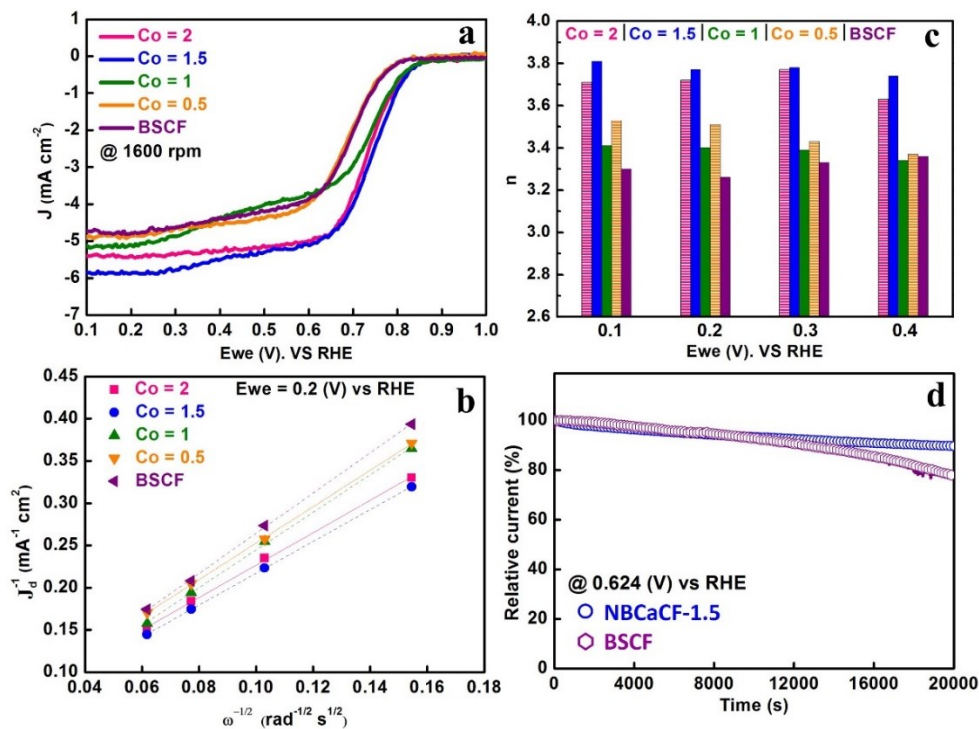 a
Co = 2
Co = 1.5
Co = 1
Co = 0.5
BSCF
@ 1600 rpm
J (mA cm⁻²)
0
-1
-2
-3
-4
-5
-6
-7
0.1 0.2 0.3 0.4 0.5 0.6 0.7 0.8 0.9 1.0
Ewe (V). VS RHE
c
Co = 2 | Co = 1.5 | Co = 1 | Co = 0.5 | BSCF
n
4.0
3.8
3.6
3.4
3.2
3.0
2.8
2.6
0.1 0.2 0.3 0.4
Ewe (V). VS RHE
b
Ewe = 0.2 (V) vs RHE
Co = 2
Co = 1.5
Co = 1
Co = 0.5
BSCF
J_d⁻¹ (mA⁻¹ cm²)
0.45
0.40
0.35
0.30
0.25
0.20
0.15
0.10
0.04 0.06 0.08 0.10 0.12 0.14 0.16 0.18
ω⁻¹/² (rad⁻¹/² s¹/²)
d
Relative current (%)
100
80
60
40
20
0
@ 0.624 (V) vs RHE
NBCaCF-1.5
BSCF
0 4000 8000 12000 16000 20000
Time (s)